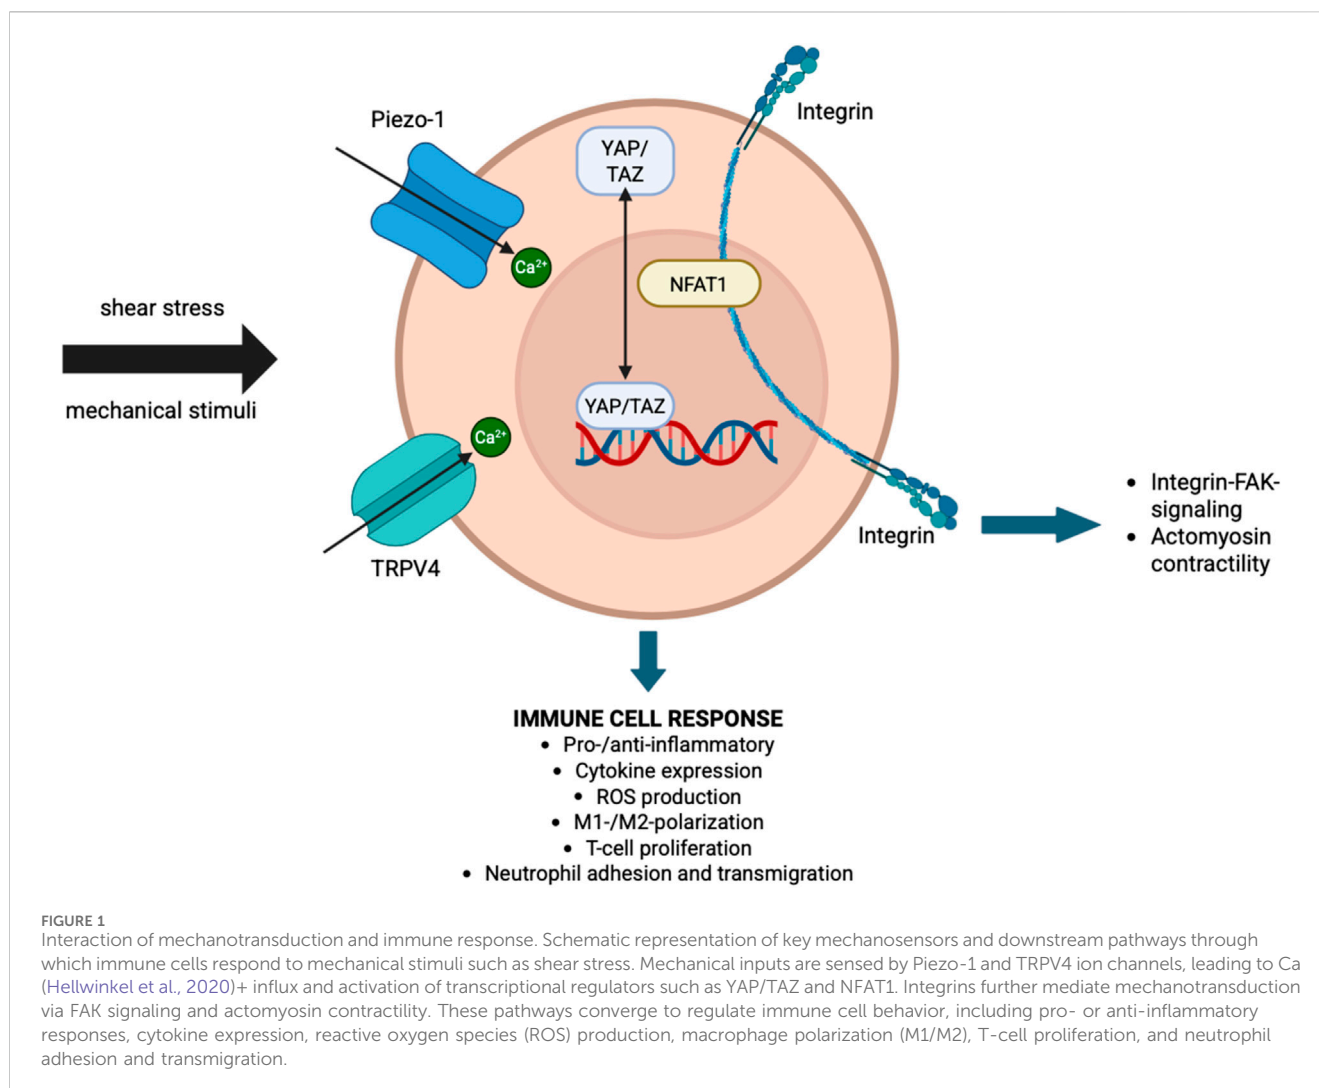 Piezo-1
Integrin
YAP/
TAZ
Ca²⁺
NFAT1
shear stress
mechanical stimuli
YAP/TAZ
Ca²⁺
TRPV4
Integrin
• Integrin-FAK-
signaling
• Actomyosin
contractility
IMMUNE CELL RESPONSE
• Pro-/anti-inflammatory
• Cytokine expression
• ROS production
• M1-/M2-polarization
• T-cell proliferation
• Neutrophil adhesion and transmigration
FIGURE 1
Interaction of mechanotransduction and immune response. Schematic representation of key mechanosensors and downstream pathways through
which immune cells respond to mechanical stimuli such as shear stress. Mechanical inputs are sensed by Piezo-1 and TRPV4 ion channels, leading to Ca
(Hellwinkel et al., 2020)+ influx and activation of transcriptional regulators such as YAP/TAZ and NFAT1. Integrins further mediate mechanotransduction
via FAK signaling and actomyosin contractility. These pathways converge to regulate immune cell behavior, including pro- or anti-inflammatory
responses, cytokine expression, reactive oxygen species (ROS) production, macrophage polarization (M1/M2), T-cell proliferation, and neutrophil
adhesion and transmigration.